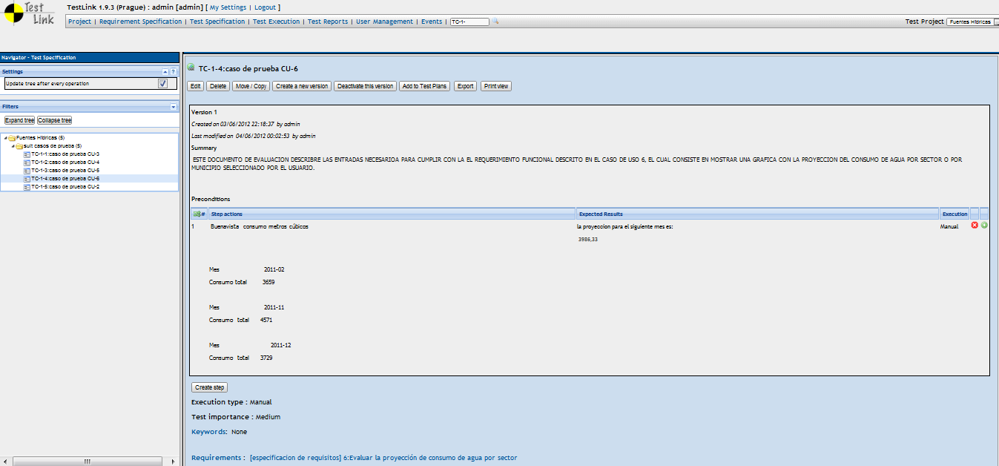 Test Link
TestLink 1.9.3 (Prague) : admin [admin] [ My Settings | Logout ]
Project | Requirement Specification | Test Specification | Test Execution | Test Reports | User Management | Events | TC-1-
Test Project Fuentes Hidricas
Navigator - Test Specification
Settings ?
Update tree after every operation
Filters
Expand tree Collapse tree
Fuentes Hidricas (5)
suit casos de prueba (5)
TC-1-1:caso de prueba CU-3
TC-1-2:caso de prueba CU-4
TC-1-3:caso de prueba CU-5
TC-1-4:caso de prueba CU-6
TC-1-5:caso de prueba CU-2
TC-1-4:caso de prueba CU-6
Edit Delete Move / Copy Create a new version Deactivate this version Add to Test Plans Export Print view
Version 1
Created on 03/06/2012 22:18:37 by admin
Last modified on 04/06/2012 00:02:53 by admin
Summary
ESTE DOCUMENTO DE EVALUACION DESCRIBRE LAS ENTRADAS NECESARIOA PARA CUMPLIR CON LA EL REQUERIMIENTO FUNCIONAL DESCRITO EN EL CASO DE USO 6, EL CUAL CONSISTE EN MOSTRAR UNA GRAFICA CON LA PROYECCION DEL CONSUMO DE AGUA POR SECTOR O POR
MUNICIPIO SELECCIONADO POR EL USUARIO.
Preconditions
# Step actions Expected Results Execution
1 Buenavista consumo metros cúbicos la proyeccion para el siguiente mes es: Manual
3986,33
Mes 2011-02
Consumo total 3659
Mes 2011-11
Consumo total 4571
Mes 2011-12
Consumo total 3729
Create step
Execution type : Manual
Test importance : Medium
Keywords: None
Requirements : [especificacion de requisitos] 6:Evaluar la proyección de consumo de agua por sector